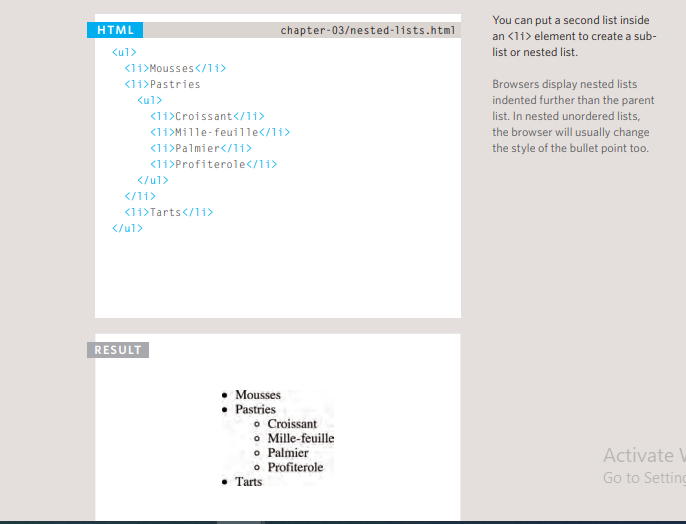 HTML
chapter-03/nested-lists.html
<ul>
<li>Mousses</li>
<li>Pastries
<ul>
<li>Croissant</li>
<li>Mille-feuille</li>
<li>Palmier</li>
<li>Profiterole</li>
</ul>
</li>
<li>Tarts</li>
</ul>
You can put a second list inside
an <li> element to create a sub-
list or nested list.
Browsers display nested lists
indented further than the parent
list. In nested unordered lists,
the browser will usually change
the style of the bullet point too.
RESULT
• Mousses
• Pastries
◦ Croissant
◦ Mille-feuille
◦ Palmier
◦ Profiterole
• Tarts
Activate W
Go to Setting